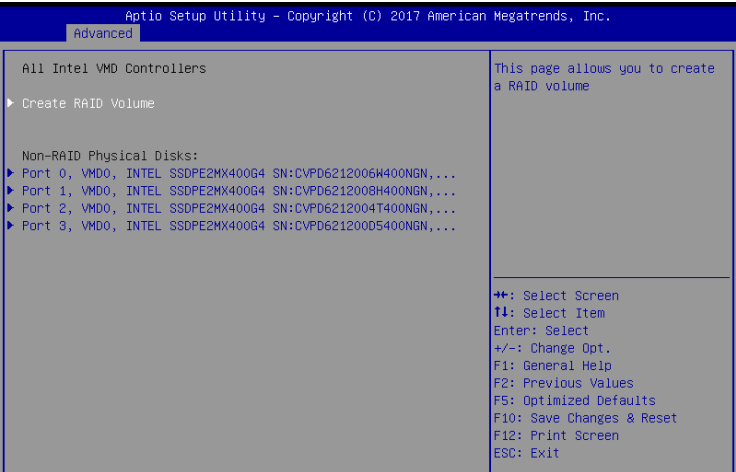 Aptio Setup Utility – Copyright (C) 2017 American Megatrends, Inc.
Advanced
All Intel VMD Controllers
Create RAID Volume
Non-RAID Physical Disks:
Port 0, VMD0, INTEL SSDPE2MX400G4 SN:CVPD6212006W400NGN,...
Port 1, VMD0, INTEL SSDPE2MX400G4 SN:CVPD6212008H400NGN,...
Port 2, VMD0, INTEL SSDPE2MX400G4 SN:CVPD6212004T400NGN,...
Port 3, VMD0, INTEL SSDPE2MX400G4 SN:CVPD621200D5400NGN,...
This page allows you to create
a RAID volume
→←: Select Screen
↑↓: Select Item
Enter: Select
+/-: Change Opt.
F1: General Help
F2: Previous Values
F5: Optimized Defaults
F10: Save Changes & Reset
F12: Print Screen
ESC: Exit